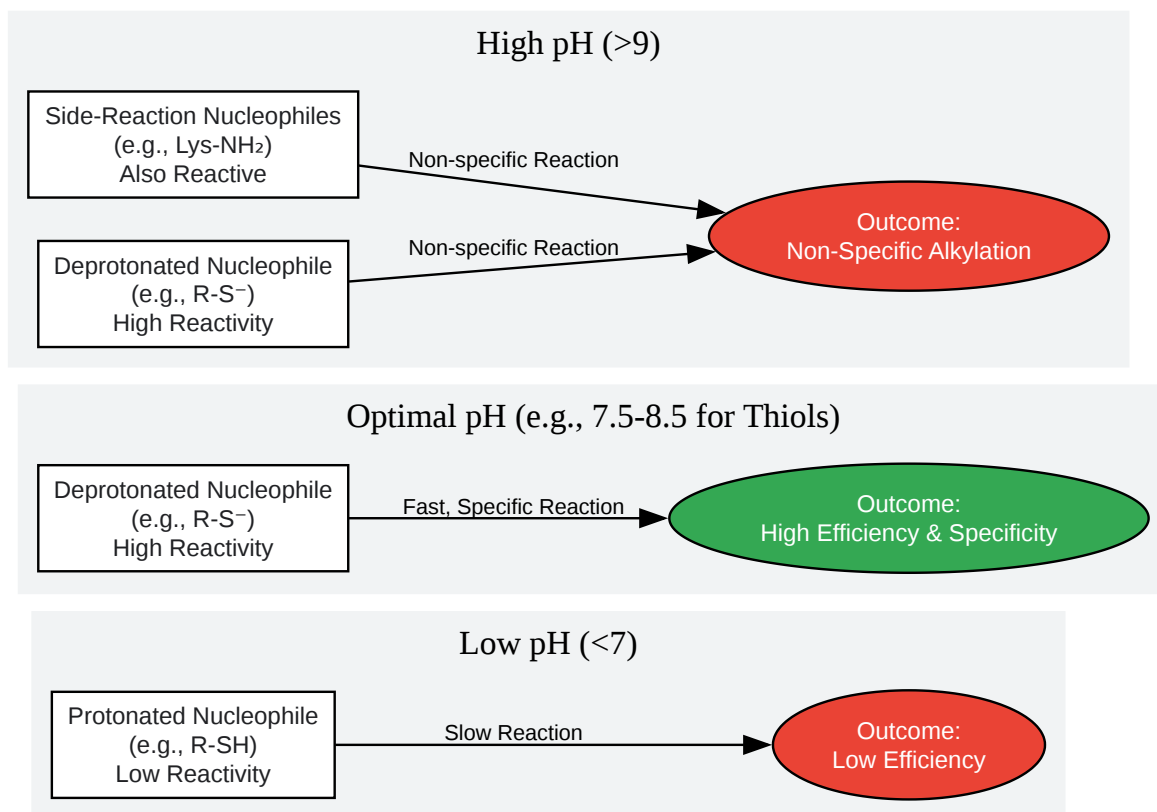 High pH (>9)
Side-Reaction Nucleophiles
(e.g., Lys-NH₂)
Also Reactive
Non-specific Reaction
Deprotonated Nucleophile
(e.g., R-S⁻)
High Reactivity
Non-specific Reaction
Outcome:
Non-Specific Alkylation
Optimal pH (e.g., 7.5-8.5 for Thiols)
Deprotonated Nucleophile
(e.g., R-S⁻)
High Reactivity
Fast, Specific Reaction
Outcome:
High Efficiency & Specificity
Low pH (<7)
Protonated Nucleophile
(e.g., R-SH)
Low Reactivity
Slow Reaction
Outcome:
Low Efficiency